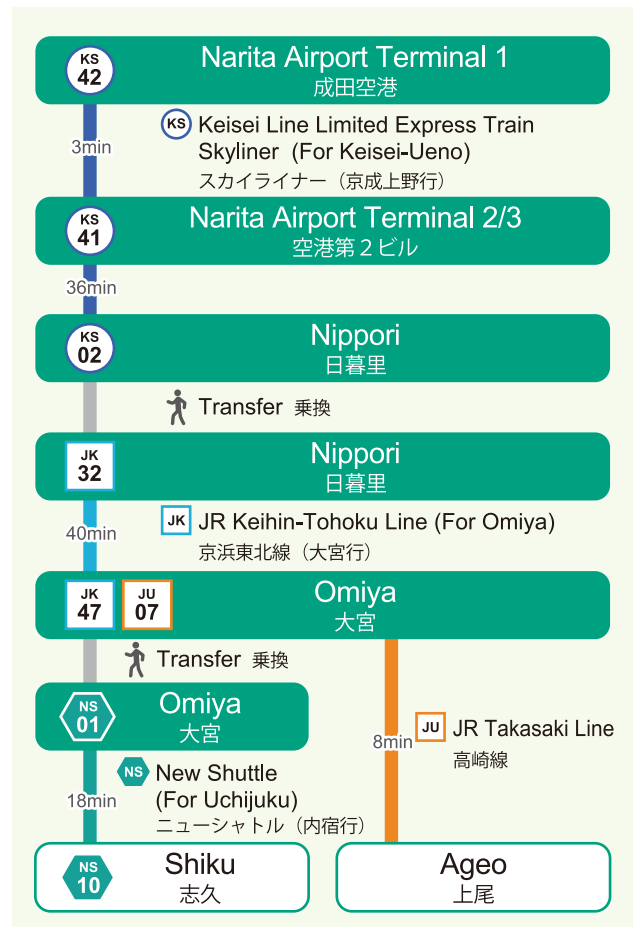 KS
42
Narita Airport Terminal 1
成田空港
3min
KS Keisei Line Limited Express Train
Skyliner (For Keisei-Ueno)
スカイライナー（京成上野行）
KS
41
Narita Airport Terminal 2/3
空港第２ビル
36min
KS
02
Nippori
日暮里
Transfer 乗換
JK
32
Nippori
日暮里
40min
JK JR Keihin-Tohoku Line (For Omiya)
京浜東北線（大宮行）
JK
47
JU
07
Omiya
大宮
Transfer 乗換
NS
01
Omiya
大宮
8min
JU JR Takasaki Line
高崎線
18min
NS New Shuttle
(For Uchijuku)
ニューシャトル（内宿行）
NS
10
Shiku
志久
Ageo
上尾